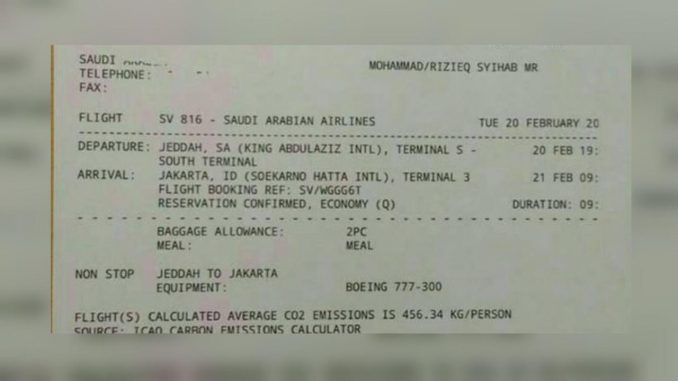 SAUDI
TELEPHONE:
MOHAMMAD/RIZIEQ SYIHAB MR
FAX:
FLIGHT SV 816 - SAUDI ARABIAN AIRLINES TUE 20 FEBRUARY 20
DEPARTURE: JEDDAH, SA (KING ABDULAZIZ INTL), TERMINAL S - 20 FEB 19:
SOUTH TERMINAL
ARRIVAL: JAKARTA, ID (SOEKARNO HATTA INTL), TERMINAL 3 21 FEB 09:
FLIGHT BOOKING REF: SV/WGGG6T
RESERVATION CONFIRMED, ECONOMY (Q) DURATION: 09:
BAGGAGE ALLOWANCE: 2PC
MEAL: MEAL
NON STOP JEDDAH TO JAKARTA
EQUIPMENT: BOEING 777-300
FLIGHT(S) CALCULATED AVERAGE CO2 EMISSIONS IS 456.34 KG/PERSON
SOURCE: ICAO CARBON EMISSIONS CALCULATOR